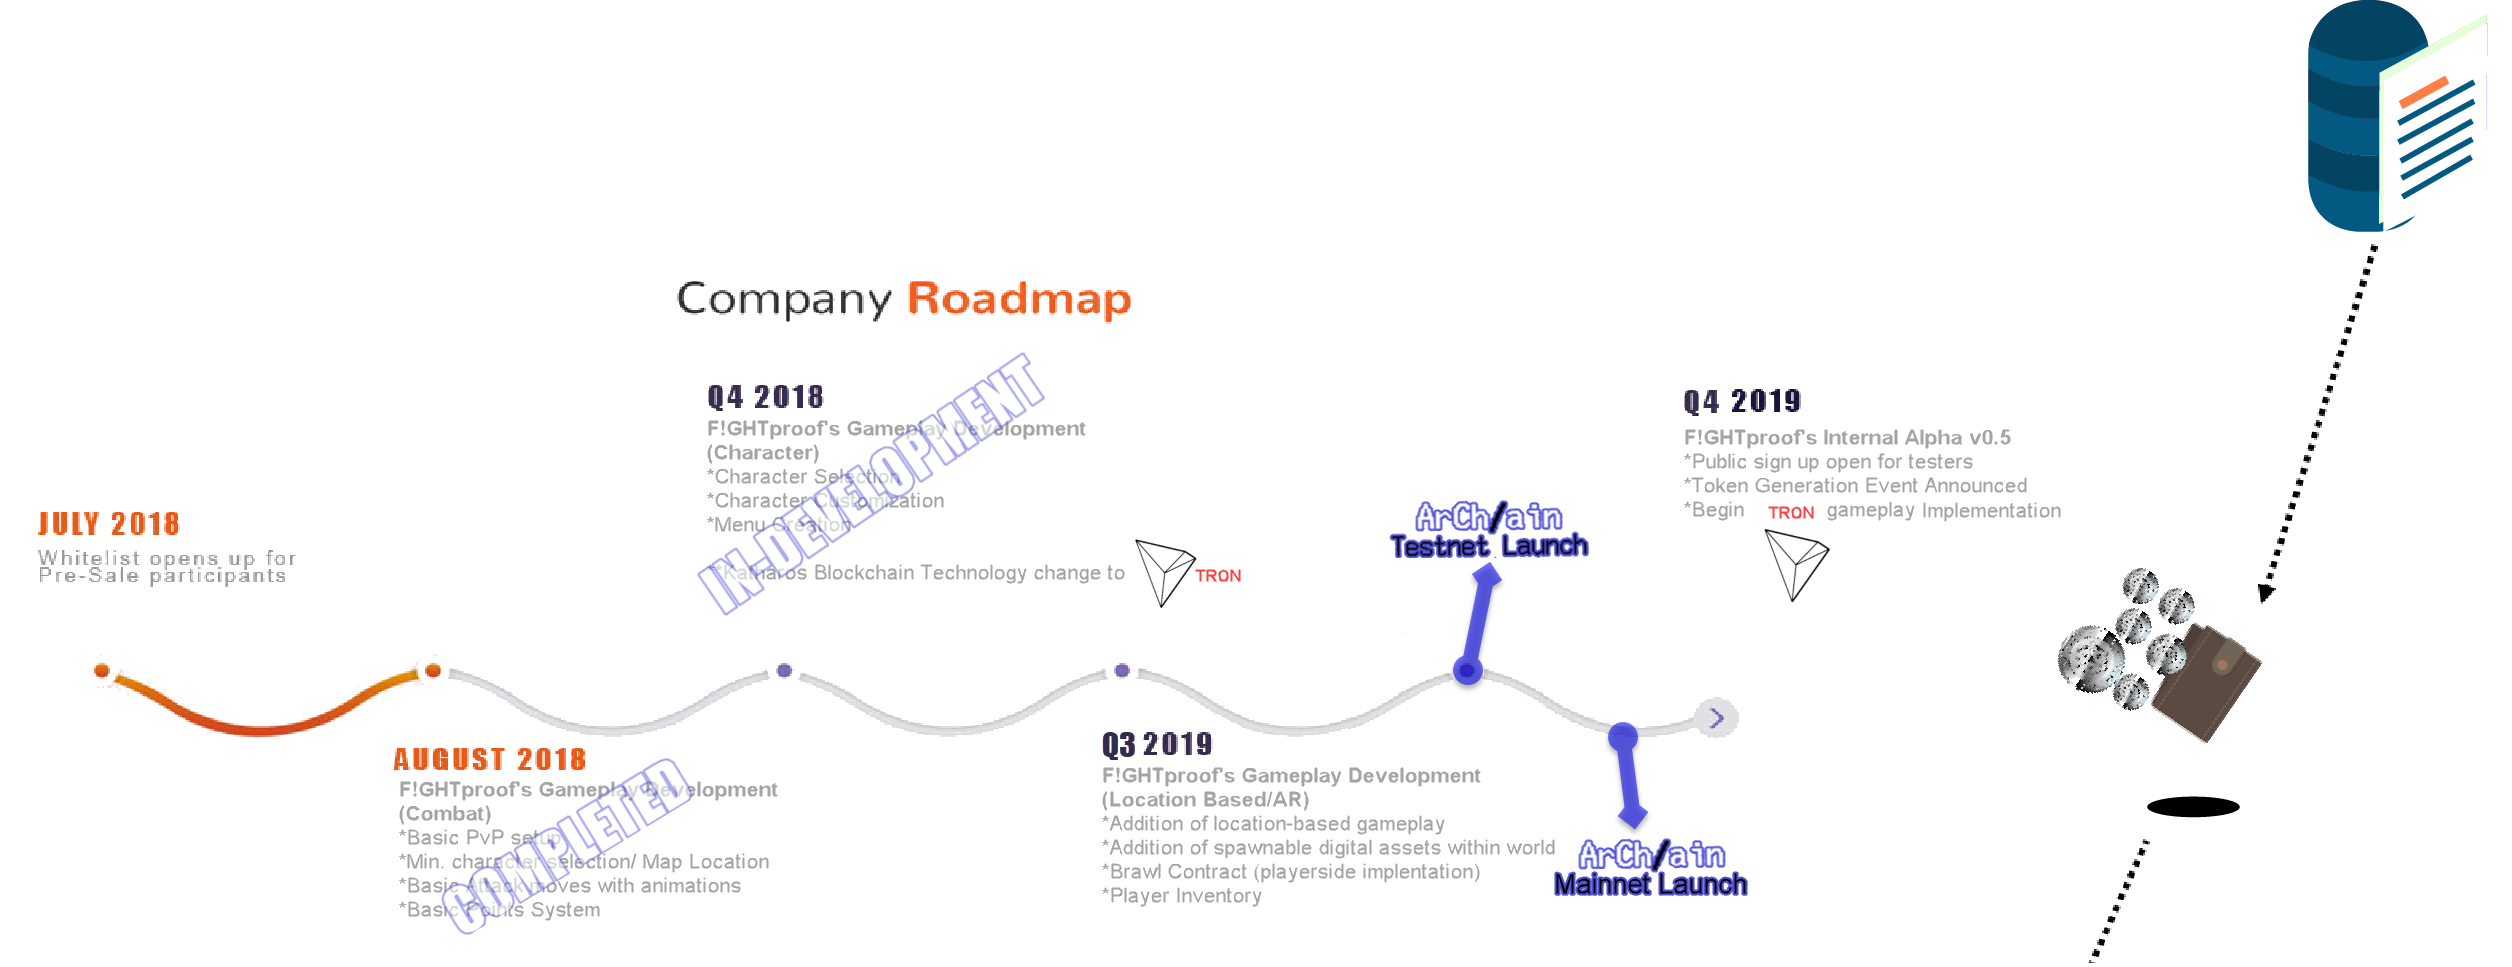 Company Roadmap
JULY 2018
Whitelist opens up for
Pre-Sale participants
AUGUST 2018
F!GHTproof's Gameplay Development
(Combat)
*Basic PvP setup
*Min. character selection/ Map Location
*Basic Attack moves with animations
*Basic Points System
COMPLETED
Q4 2018
F!GHTproof's Gameplay Development
(Character)
*Character Selection
*Character Customization
*Menu Creation
*Katharos Blockchain Technology change to TRON
IN-DEVELOPMENT
Q3 2019
F!GHTproof's Gameplay Development
(Location Based/AR)
*Addition of location-based gameplay
*Addition of spawnable digital assets within world
*Brawl Contract (playerside implentation)
*Player Inventory
ArCh/ain
Testnet Launch
ArCh/ain
Mainnet Launch
Q4 2019
F!GHTproof's Internal Alpha v0.5
*Public sign up open for testers
*Token Generation Event Announced
*Begin TRON gameplay Implementation